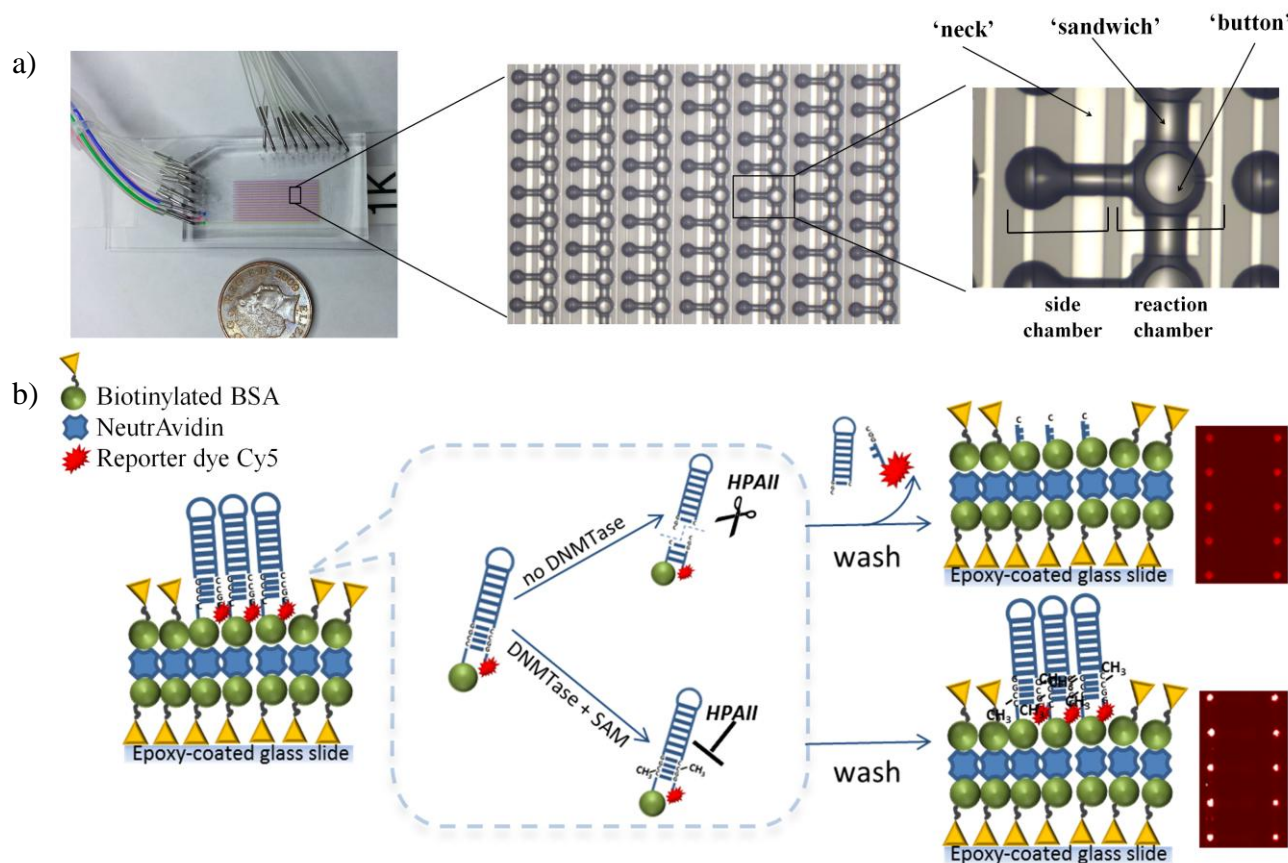 a)
'neck'
'sandwich'
'button'
1K
side
chamber
reaction
chamber
b)
Biotinylated BSA
NeutrAvidin
Reporter dye Cy5
Epoxy-coated glass slide
no DNMTase
HPAII
DNMTase + SAM
HPAII
CH₃
CH₃
wash
C C C
Epoxy-coated glass slide
wash
CH₃
CH₃
CH₃
CH₃
CH₃
Epoxy-coated glass slide